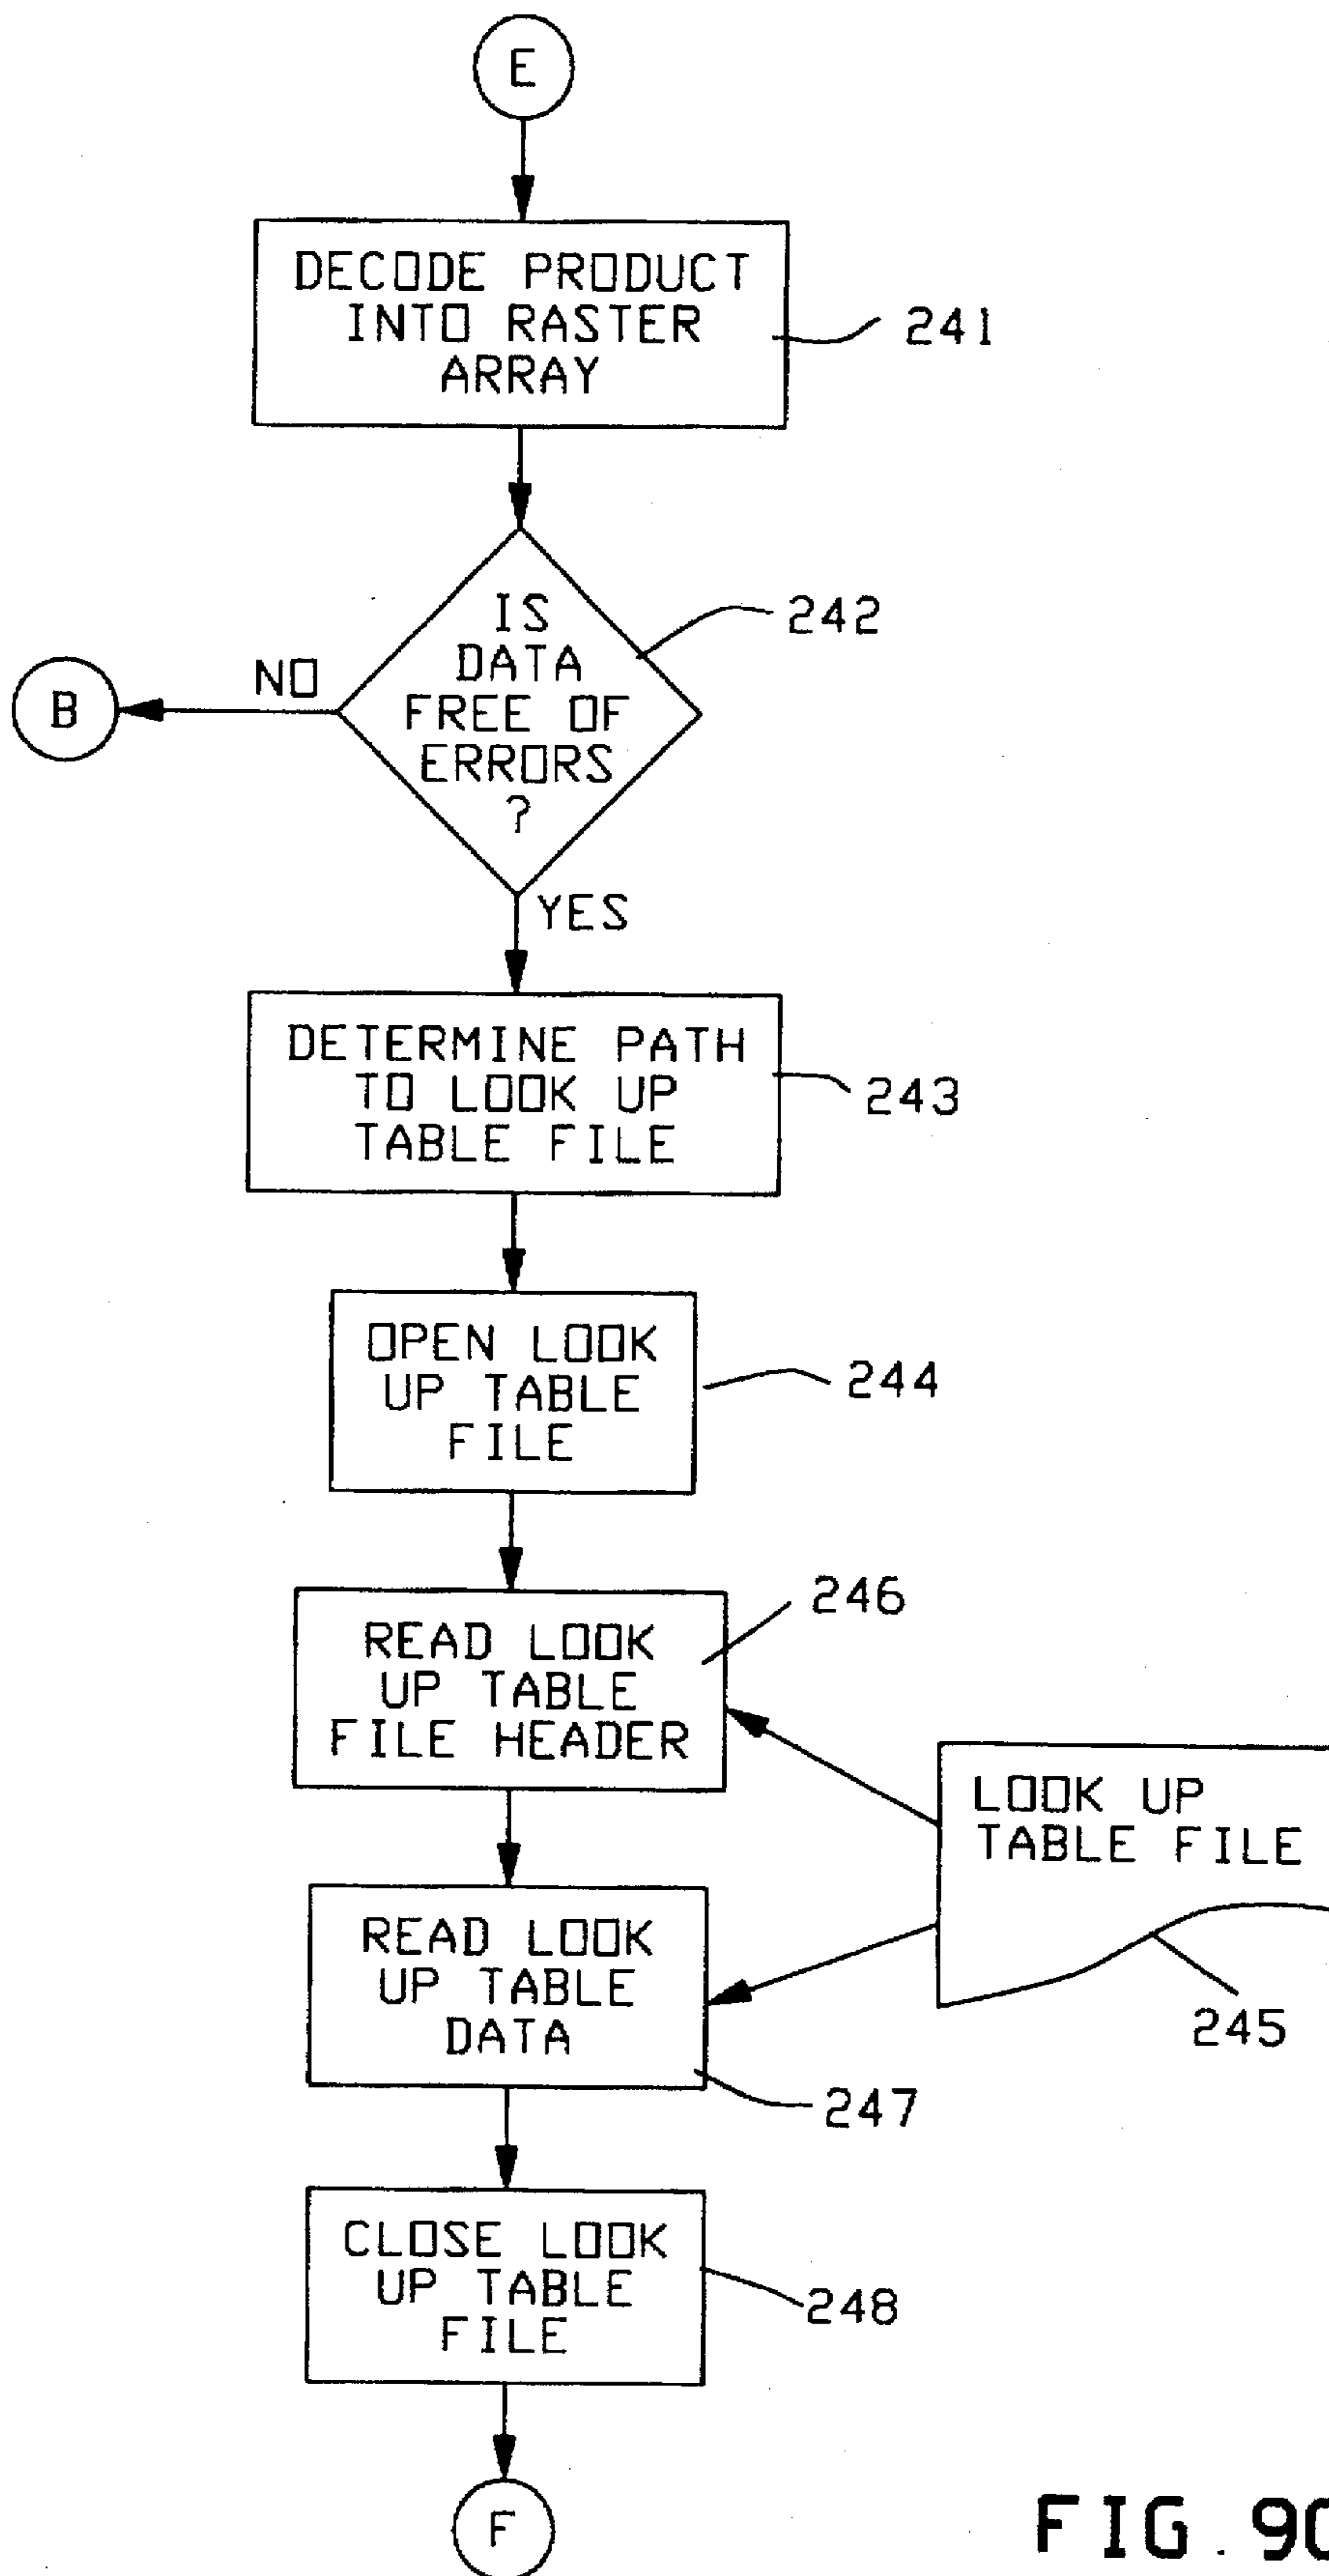 E
DECODE PRODUCT
INTO RASTER
ARRAY
241
IS
DATA
FREE OF
ERRORS
?
242
NO
B
YES
DETERMINE PATH
TO LOOK UP
TABLE FILE
243
OPEN LOOK
UP TABLE
FILE
244
READ LOOK
UP TABLE
FILE HEADER
246
LOOK UP
TABLE FILE
245
READ LOOK
UP TABLE
DATA
247
CLOSE LOOK
UP TABLE
FILE
248
F
FIG.